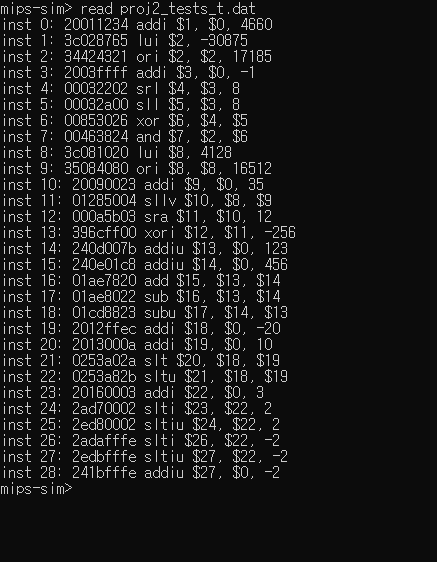 mips-sim> read proj2_tests_t.dat
inst 0: 20011234 addi $1, $0, 4660
inst 1: 3c028765 lui $2, -30875
inst 2: 34424321 ori $2, $2, 17185
inst 3: 2003ffff addi $3, $0, -1
inst 4: 00032202 srl $4, $3, 8
inst 5: 00032a00 sll $5, $3, 8
inst 6: 00853026 xor $6, $4, $5
inst 7: 00463824 and $7, $2, $6
inst 8: 3c081020 lui $8, 4128
inst 9: 35084080 ori $8, $8, 16512
inst 10: 20090023 addi $9, $0, 35
inst 11: 01285004 sllv $10, $8, $9
inst 12: 000a5b03 sra $11, $10, 12
inst 13: 396cff00 xori $12, $11, -256
inst 14: 240d007b addiu $13, $0, 123
inst 15: 240e01c8 addiu $14, $0, 456
inst 16: 01ae7820 add $15, $13, $14
inst 17: 01ae8022 sub $16, $13, $14
inst 18: 01cd8823 subu $17, $14, $13
inst 19: 2012ffec addi $18, $0, -20
inst 20: 2013000a addi $19, $0, 10
inst 21: 0253a02a slt $20, $18, $19
inst 22: 0253a82b sltu $21, $18, $19
inst 23: 20160003 addi $22, $0, 3
inst 24: 2ad70002 slti $23, $22, 2
inst 25: 2ed80002 sltiu $24, $22, 2
inst 26: 2adafffe slti $26, $22, -2
inst 27: 2edbfffe sltiu $27, $22, -2
inst 28: 241bfffe addiu $27, $0, -2
mips-sim>